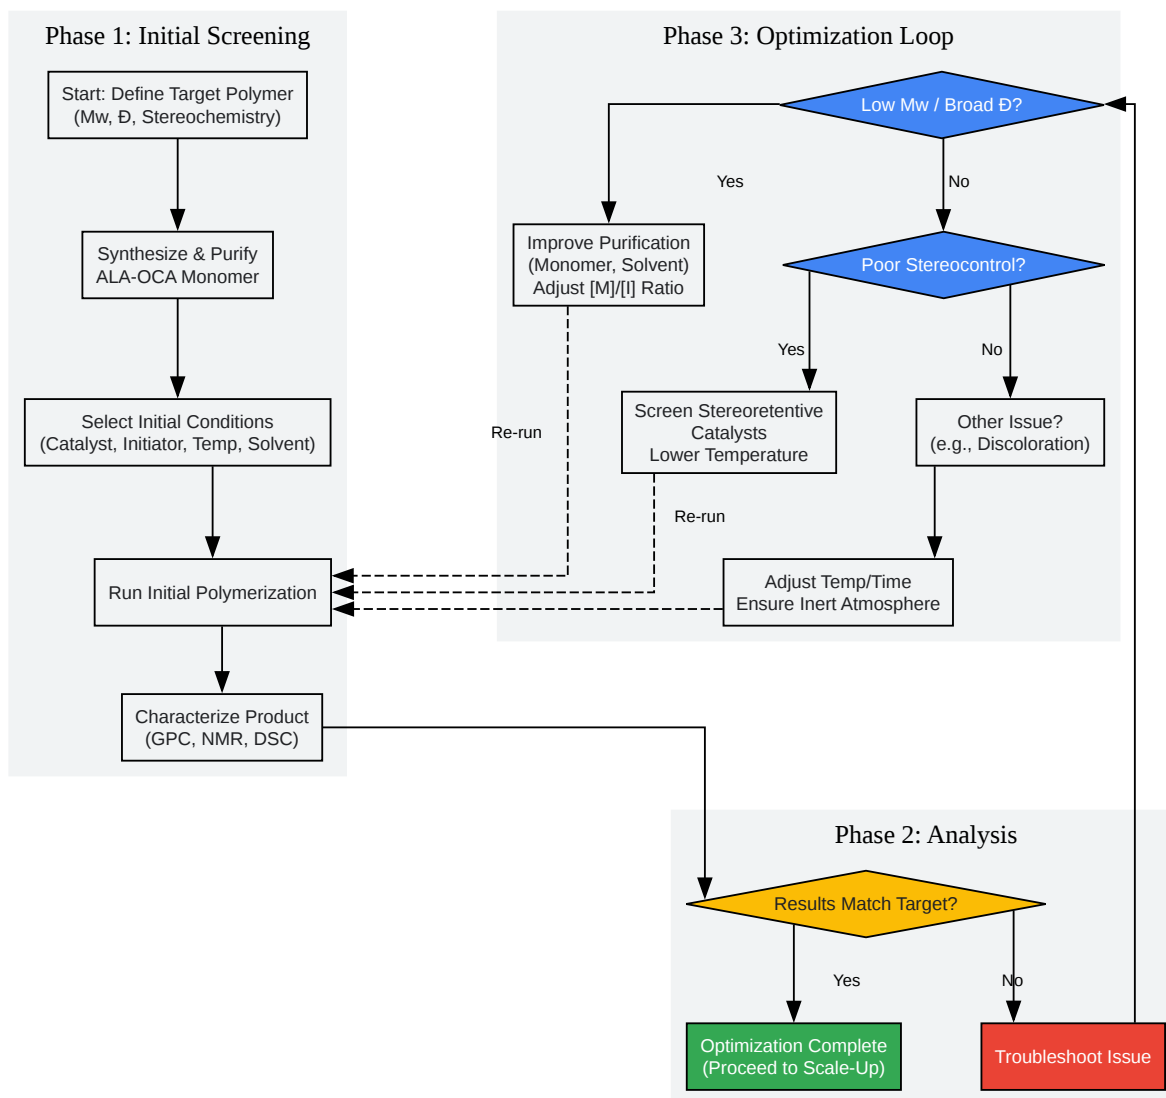 Phase 1: Initial Screening
Start: Define Target Polymer
(Mw, Đ, Stereochemistry)
Synthesize & Purify
ALA-OCA Monomer
Select Initial Conditions
(Catalyst, Initiator, Temp, Solvent)
Run Initial Polymerization
Characterize Product
(GPC, NMR, DSC)
Phase 3: Optimization Loop
Low Mw / Broad Đ?
Yes
No
Improve Purification
(Monomer, Solvent)
Adjust [M]/[I] Ratio
Poor Stereocontrol?
Yes
No
Re-run
Screen Stereoretentive
Catalysts
Lower Temperature
Other Issue?
(e.g., Discoloration)
Re-run
Adjust Temp/Time
Ensure Inert Atmosphere
Phase 2: Analysis
Results Match Target?
Yes
No
Optimization Complete
(Proceed to Scale-Up)
Troubleshoot Issue